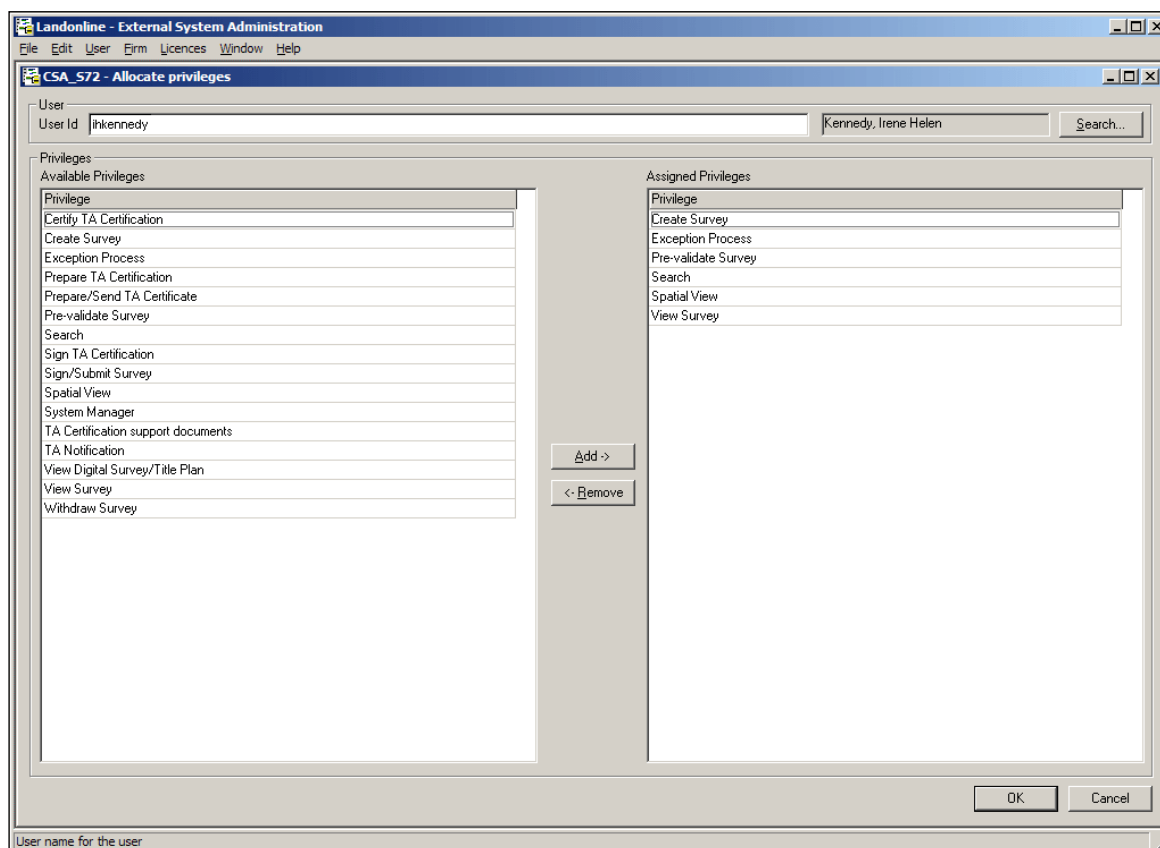 Landonline - External System Administration
File Edit User Firm Licences Window Help
CSA_S72 - Allocate privileges
User
User Id ihkennedy Kennedy, Irene Helen Search...
Privileges
Available Privileges
Privilege
Certify TA Certification
Create Survey
Exception Process
Prepare TA Certification
Prepare/Send TA Certificate
Pre-validate Survey
Search
Sign TA Certification
Sign/Submit Survey
Spatial View
System Manager
TA Certification support documents
TA Notification
View Digital Survey/Title Plan
View Survey
Withdraw Survey
Add ->
<- Remove
Assigned Privileges
Privilege
Create Survey
Exception Process
Pre-validate Survey
Search
Spatial View
View Survey
OK Cancel
User name for the user